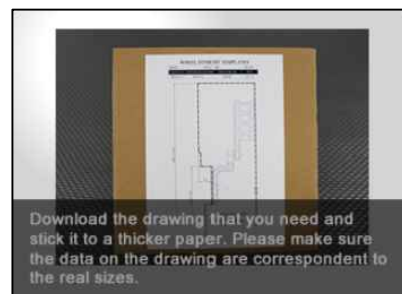 Download the drawing that you need and
stick it to a thicker paper. Please make sure
the data on the drawing are correspondent to
the real sizes.